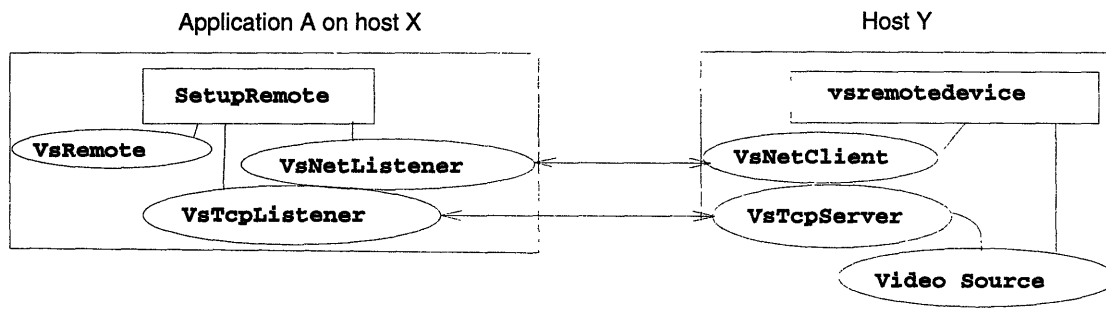 Application A on host X
Host Y
SetupRemote
vsremotedevice
VsRemote
VsNetListener
VsNetClient
VsTcpListener
VsTcpServer
Video Source